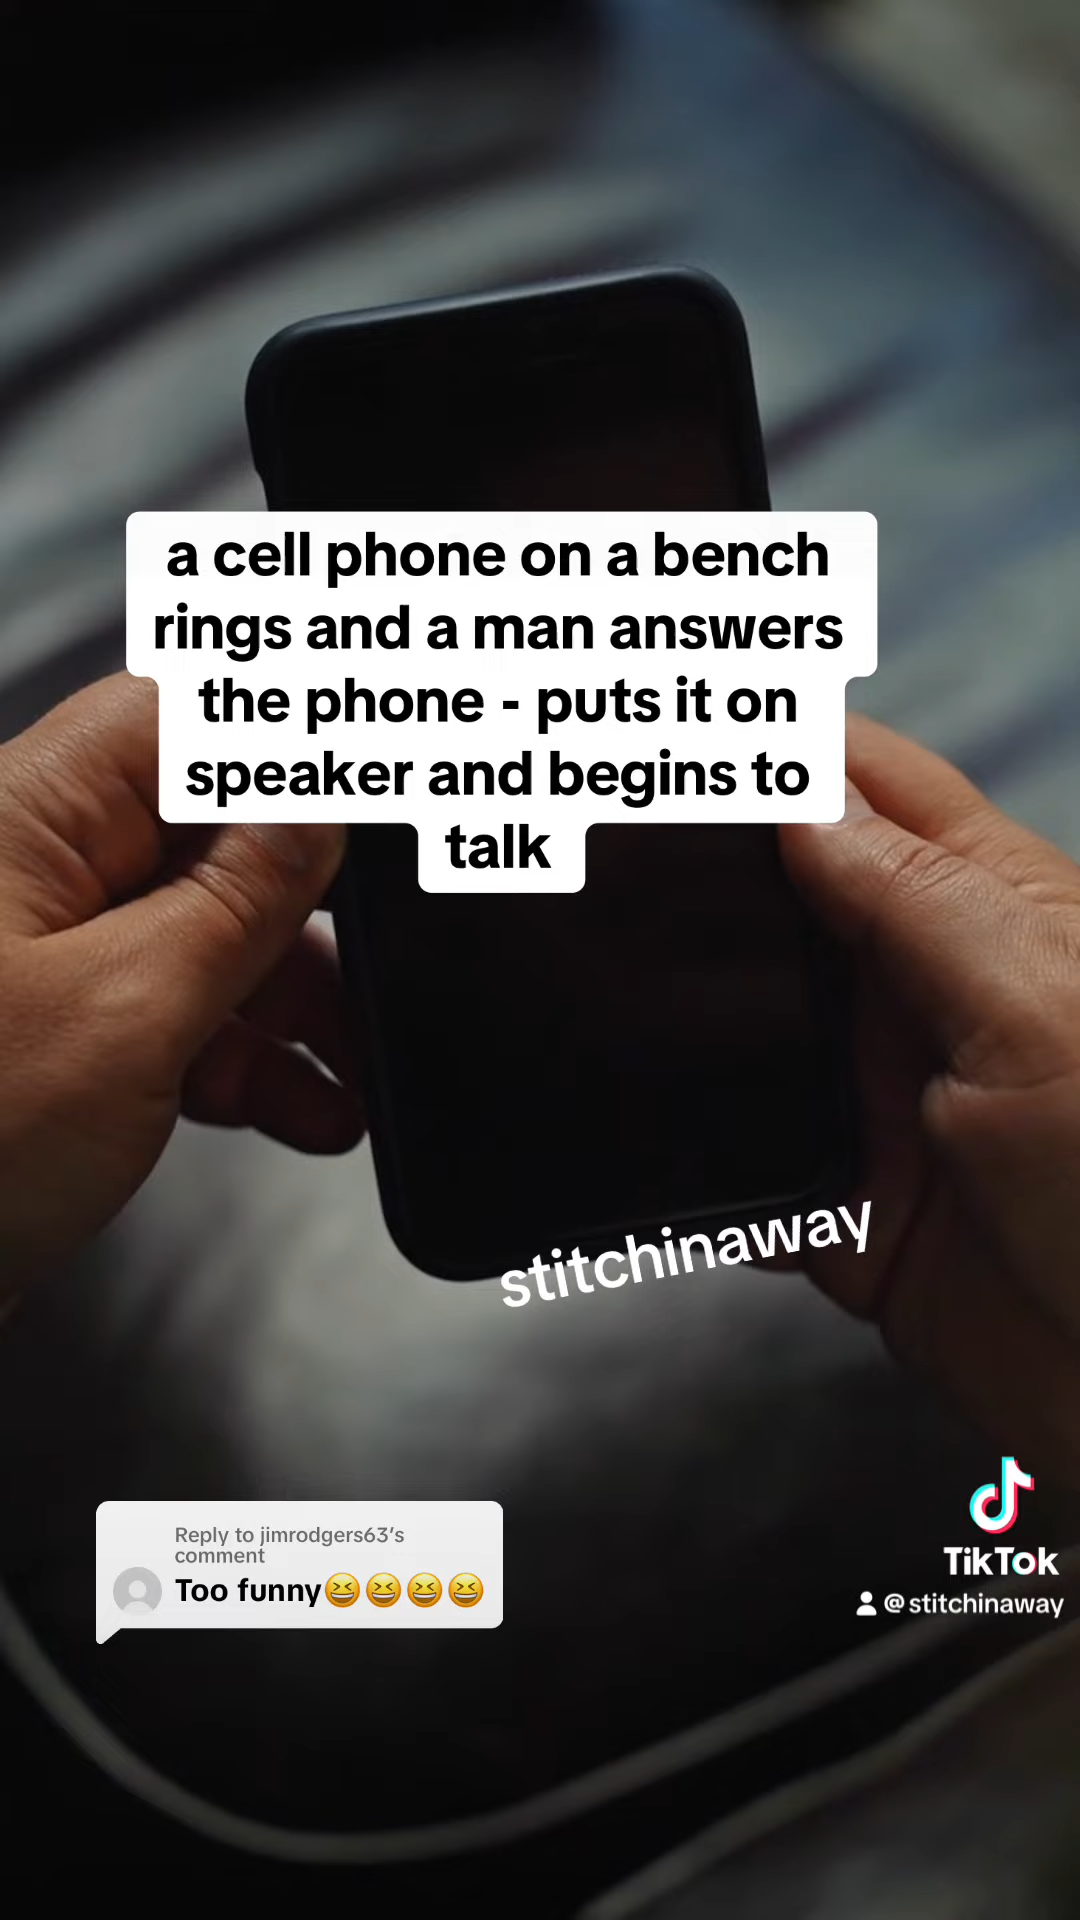 a cell phone on a bench
rings and a man answers
the phone - puts it on
speaker and begins to
talk
stitchinaway
Reply to jimrodgers63's
comment
Too funny😆😆😆😆
TikTok
@stitchinaway